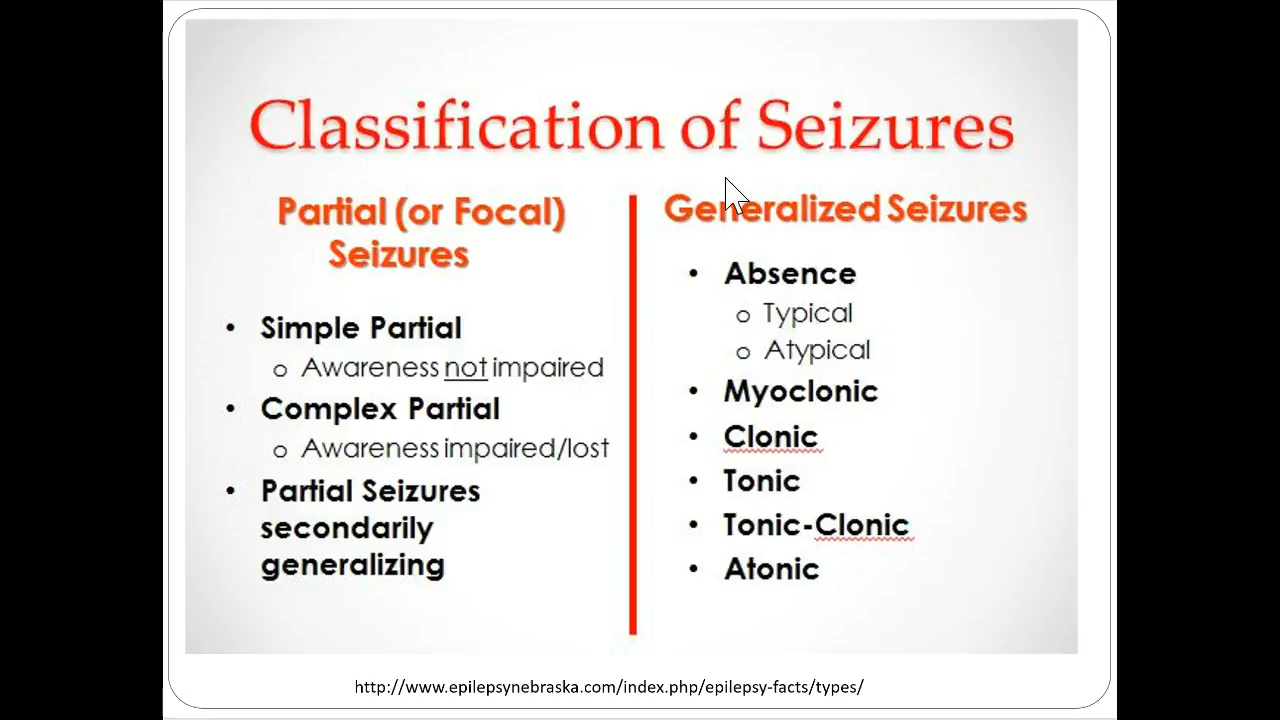 Classification of Seizures
Partial (or Focal)
Seizures
• Simple Partial
o Awareness not impaired
• Complex Partial
o Awareness impaired/lost
• Partial Seizures
secondarily
generalizing
Generalized Seizures
• Absence
o Typical
o Atypical
• Myoclonic
• Clonic
• Tonic
• Tonic-Clonic
• Atonic
http://www.epilepsynebraska.com/index.php/epilepsy-facts/types/